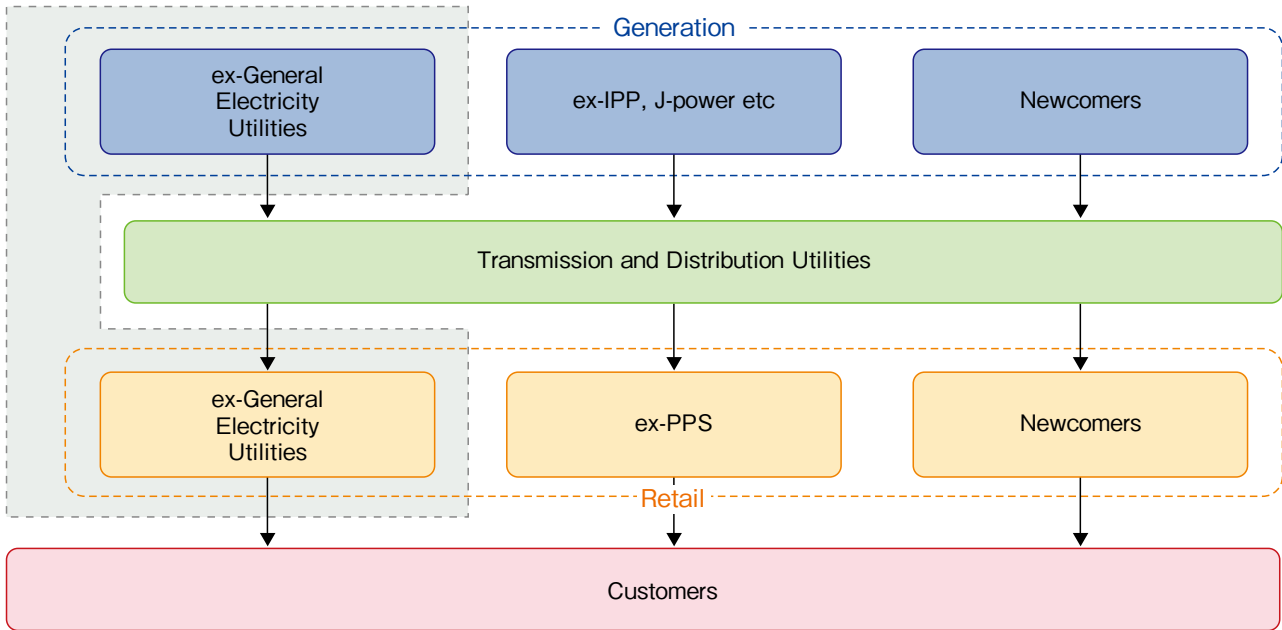 Generation
ex-General
Electricity
Utilities
ex-IPP, J-power etc
Newcomers
Transmission and Distribution Utilities
ex-General
Electricity
Utilities
ex-PPS
Newcomers
Retail
Customers